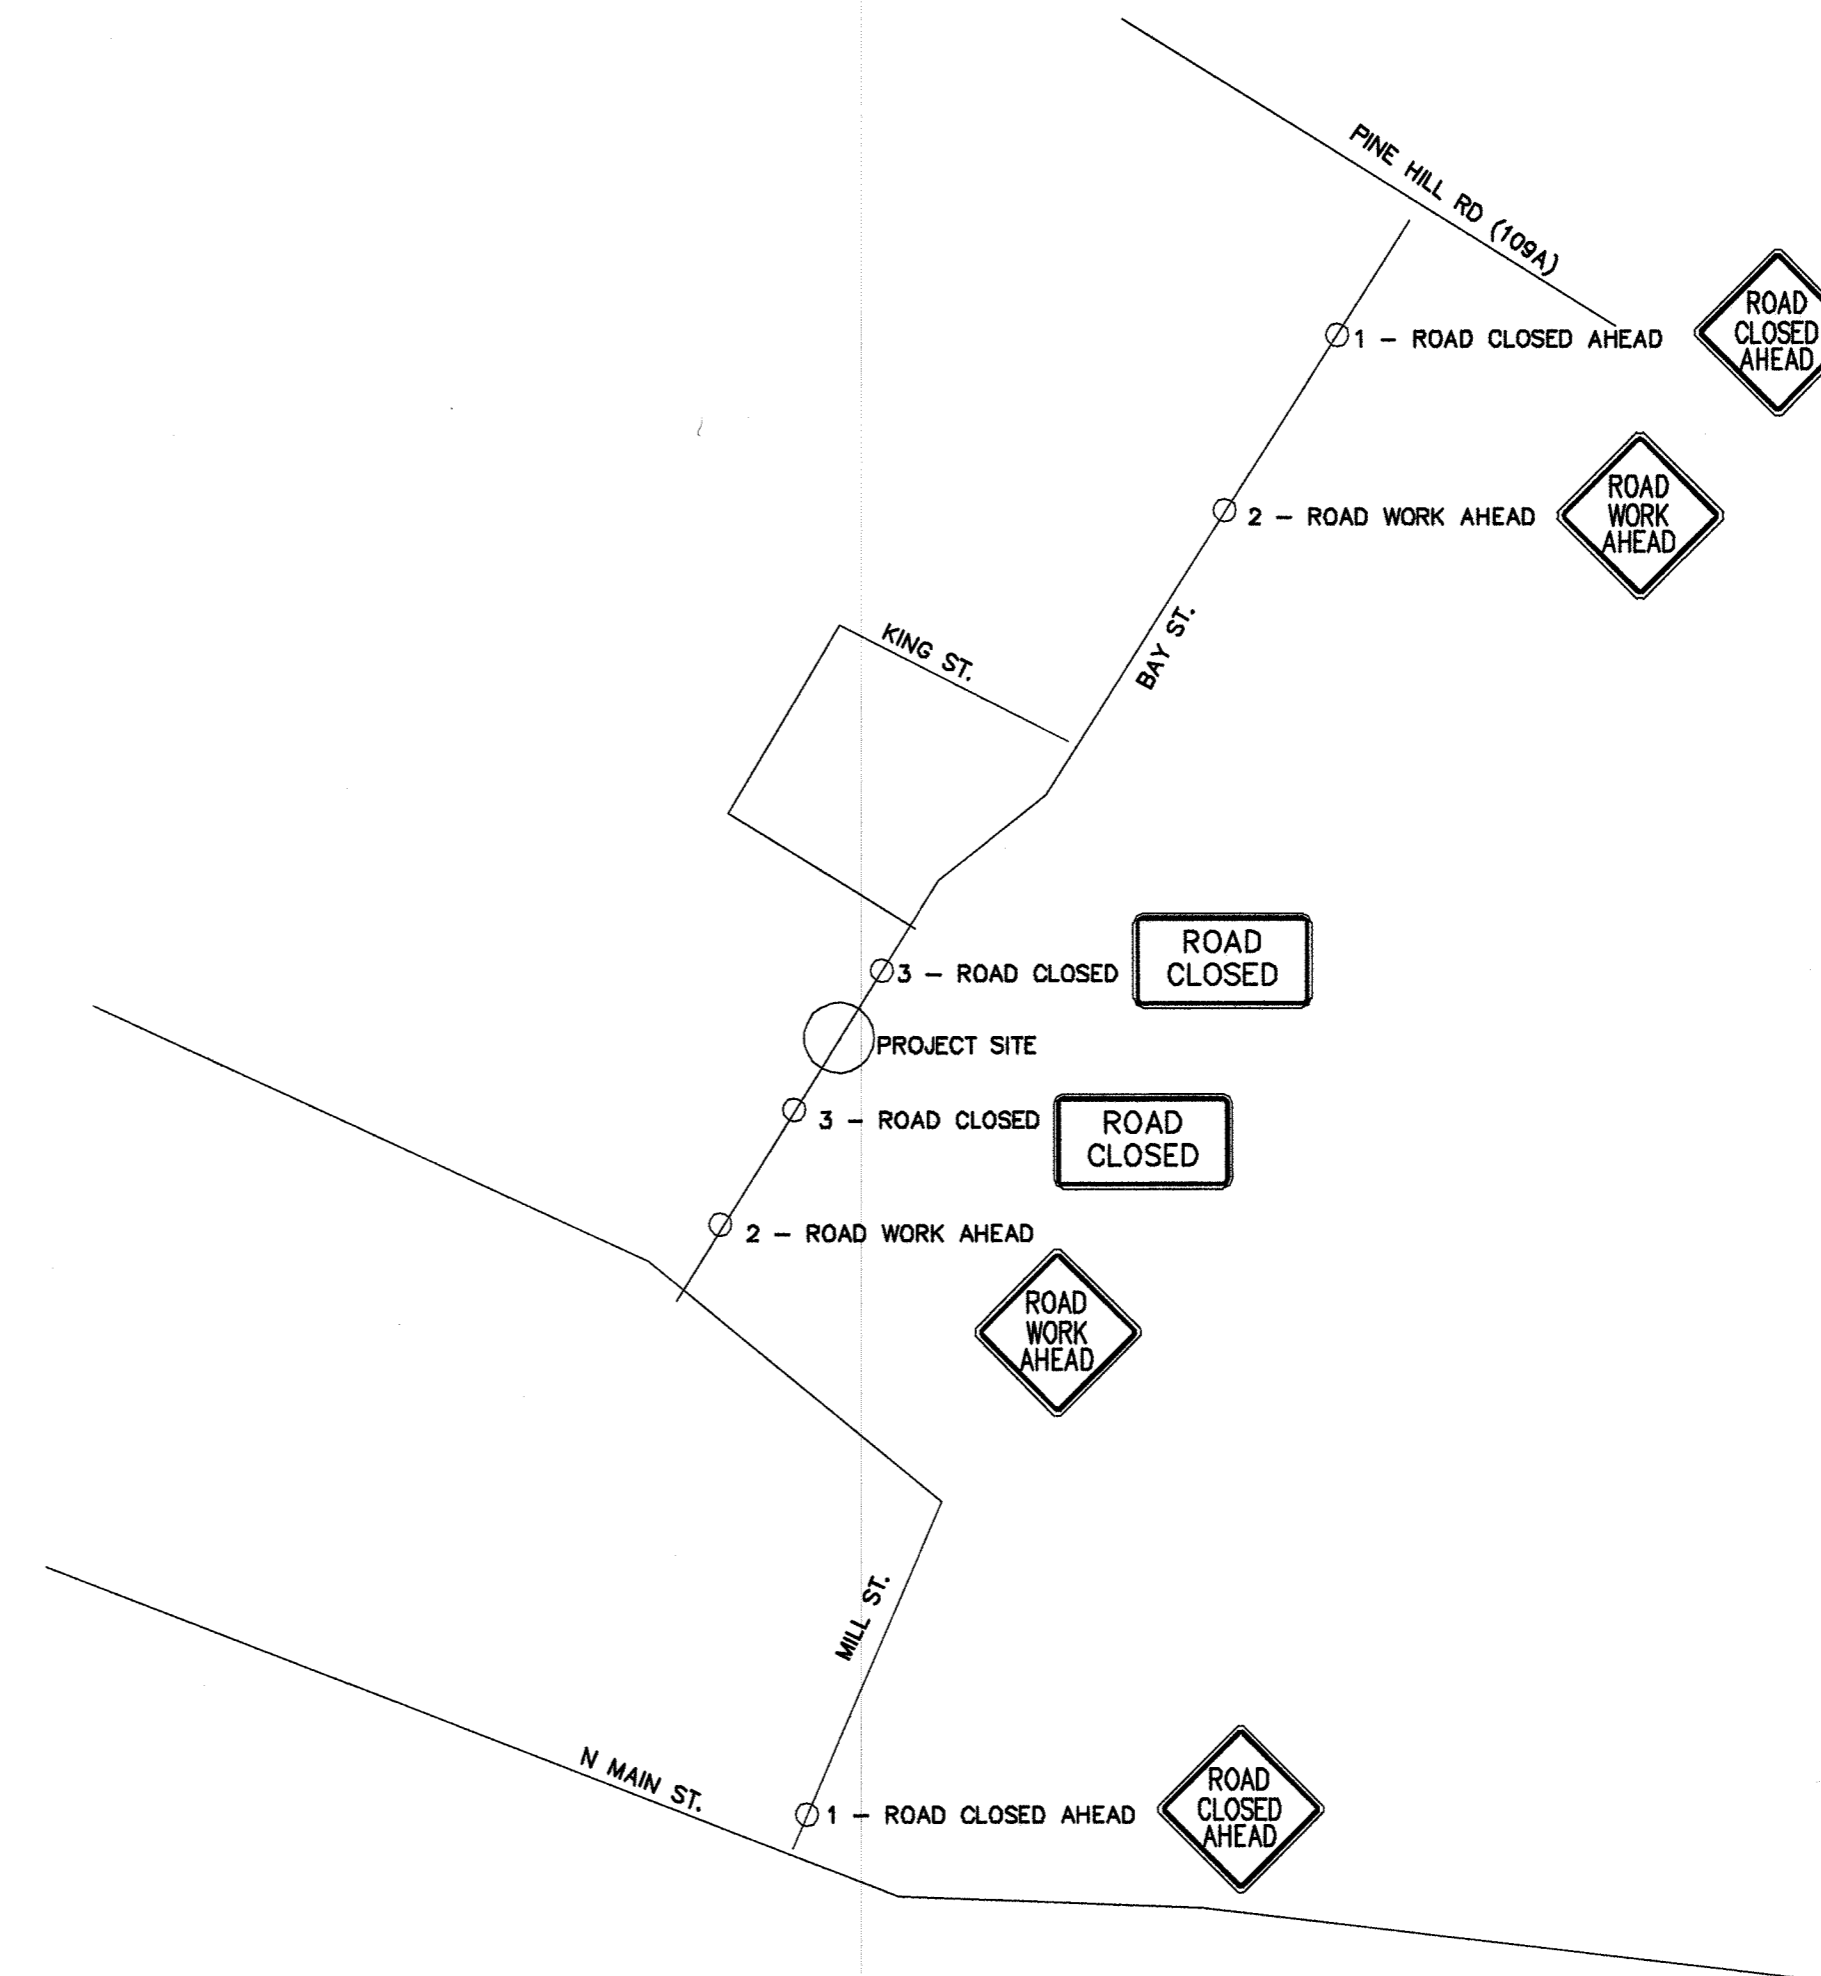 PINE HILL RD (109A)
1 - ROAD CLOSED AHEAD
ROAD
CLOSED
AHEAD
2 - ROAD WORK AHEAD
ROAD
WORK
AHEAD
BAY ST.
KING ST.
3 - ROAD CLOSED
ROAD
CLOSED
PROJECT SITE
3 - ROAD CLOSED
ROAD
CLOSED
2 - ROAD WORK AHEAD
ROAD
WORK
AHEAD
MILL ST.
N MAIN ST.
1 - ROAD CLOSED AHEAD
ROAD
CLOSED
AHEAD